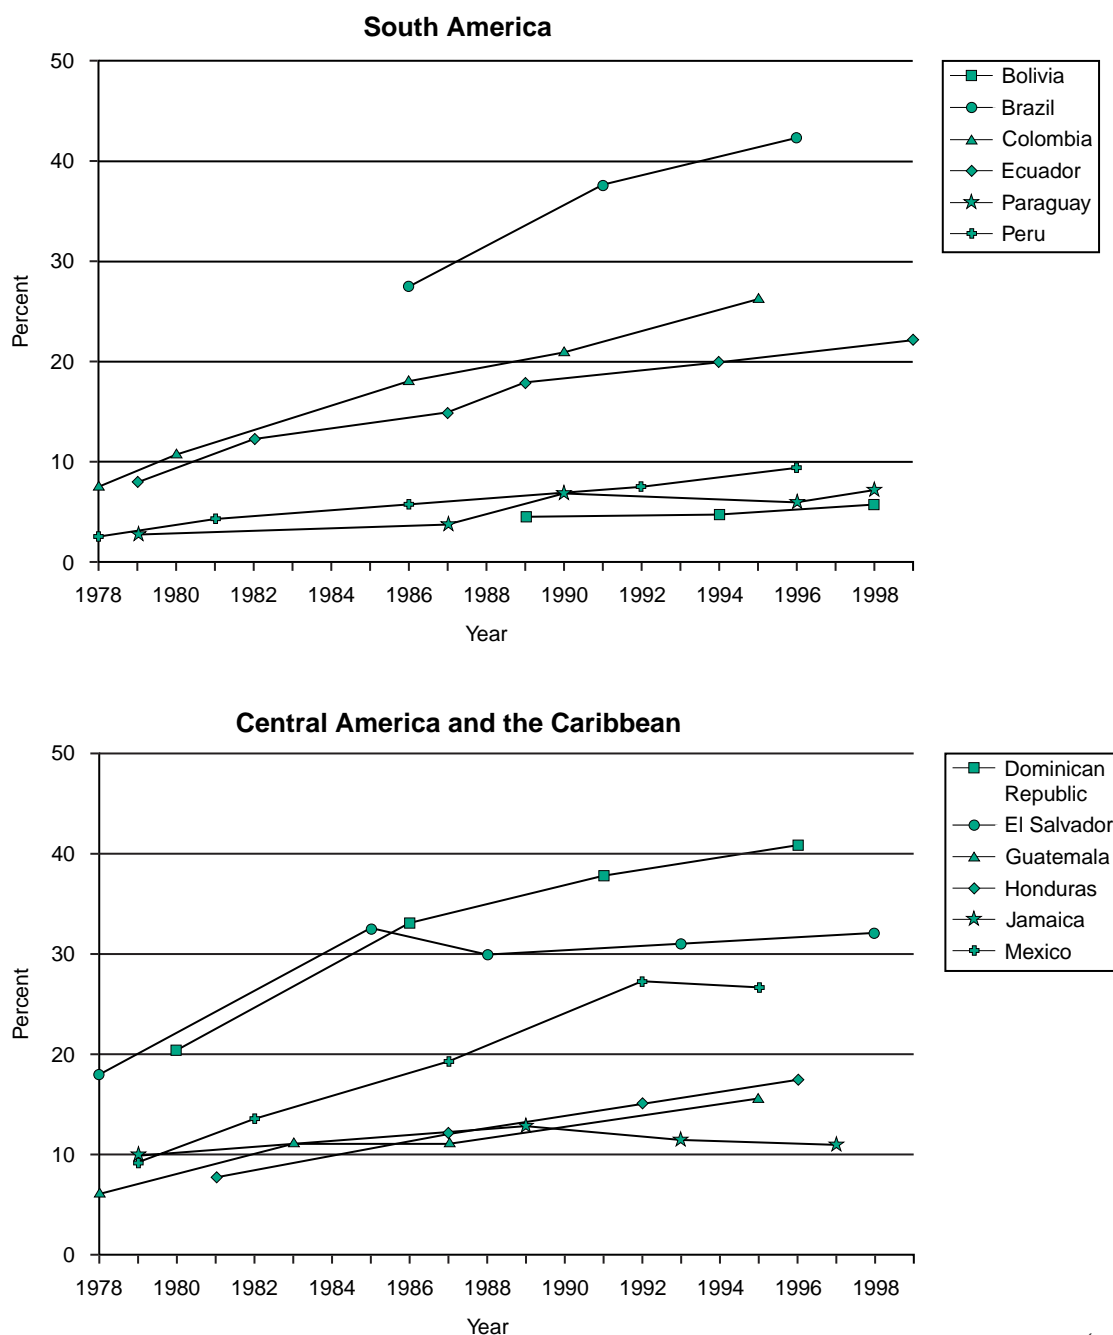 South America
50
40
30
20
10
0
Percent
1978 1980 1982 1984 1986 1988 1990 1992 1994 1996 1998
Year
Bolivia
Brazil
Colombia
Ecuador
Paraguay
Peru
Central America and the Caribbean
50
40
30
20
10
0
Percent
1978 1980 1982 1984 1986 1988 1990 1992 1994 1996 1998
Year
Dominican
Republic
El Salvador
Guatemala
Honduras
Jamaica
Mexico